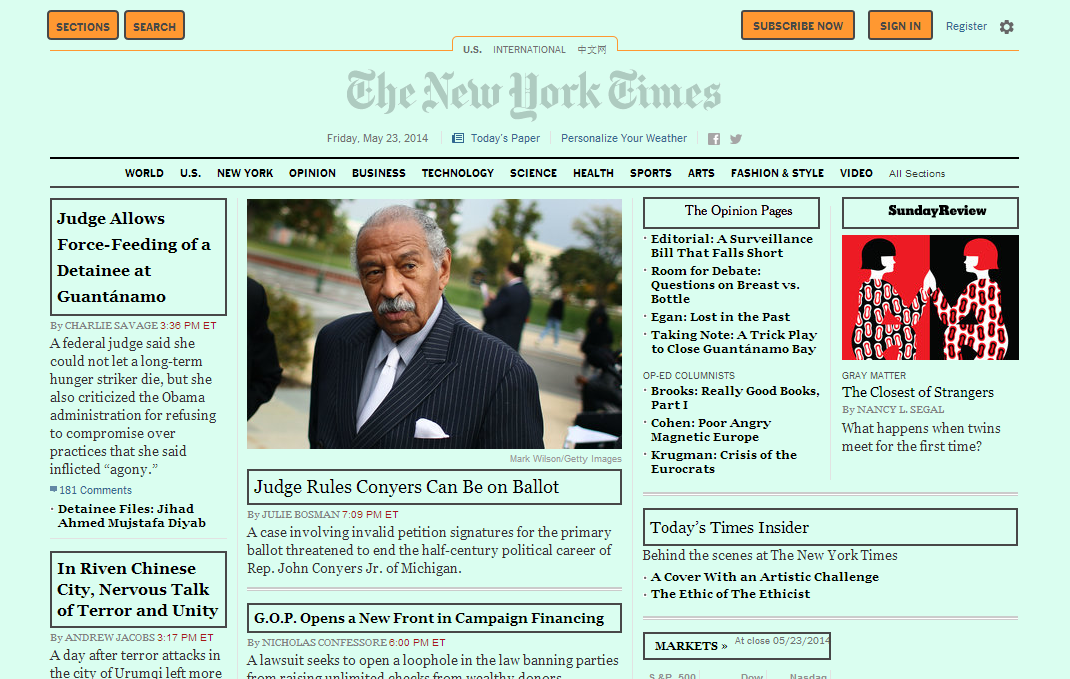 SECTIONS SEARCH SUBSCRIBE NOW SIGN IN Register
U.S. INTERNATIONAL 中文网
The New York Times
Friday, May 23, 2014 Today's Paper Personalize Your Weather
WORLD U.S. NEW YORK OPINION BUSINESS TECHNOLOGY SCIENCE HEALTH SPORTS ARTS FASHION & STYLE VIDEO All Sections
Judge Allows
Force-Feeding of a
Detainee at
Guantánamo
By CHARLIE SAVAGE 3:36 PM ET
A federal judge said she
could not let a long-term
hunger striker die, but she
also criticized the Obama
administration for refusing
to compromise over
practices that she said
inflicted “agony.”
181 Comments
· Detainee Files: Jihad
Ahmed Mujstafa Diyab
In Riven Chinese
City, Nervous Talk
of Terror and Unity
By ANDREW JACOBS 3:17 PM ET
A day after terror attacks in
the city of Urumqi left more
Mark Wilson/Getty Images
Judge Rules Conyers Can Be on Ballot
By JULIE BOSMAN 7:09 PM ET
A case involving invalid petition signatures for the primary
ballot threatened to end the half-century political career of
Rep. John Conyers Jr. of Michigan.
G.O.P. Opens a New Front in Campaign Financing
By NICHOLAS CONFESSORE 6:00 PM ET
A lawsuit seeks to open a loophole in the law banning parties
from raising unlimited checks from wealthy donors
The Opinion Pages
· Editorial: A Surveillance
Bill That Falls Short
· Room for Debate:
Questions on Breast vs.
Bottle
· Egan: Lost in the Past
· Taking Note: A Trick Play
to Close Guantánamo Bay
OP-ED COLUMNISTS
· Brooks: Really Good Books,
Part I
· Cohen: Poor Angry
Magnetic Europe
· Krugman: Crisis of the
Eurocrats
SundayReview
GRAY MATTER
The Closest of Strangers
By NANCY L. SEGAL
What happens when twins
meet for the first time?
Today's Times Insider
Behind the scenes at The New York Times
· A Cover With an Artistic Challenge
· The Ethic of The Ethicist
MARKETS » At close 05/23/2014
S&P 500 Dow Nasdaq